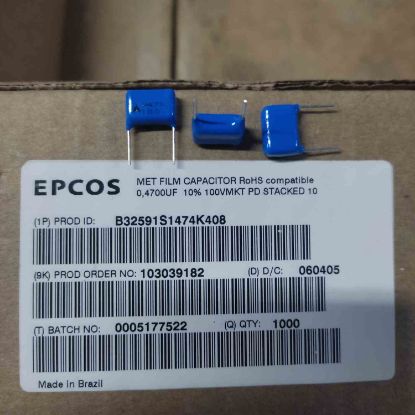 EPCOS
MET FILM CAPACITOR RoHS compatible
0,4700UF 10% 100VMKT PD STACKED 10
(1P) PROD ID: B32591S1474K408
(9K) PROD ORDER NO: 103039182 (D) D/C: 060405
(T) BATCH NO: 0005177522 (Q) QTY: 1000
Made in Brazil